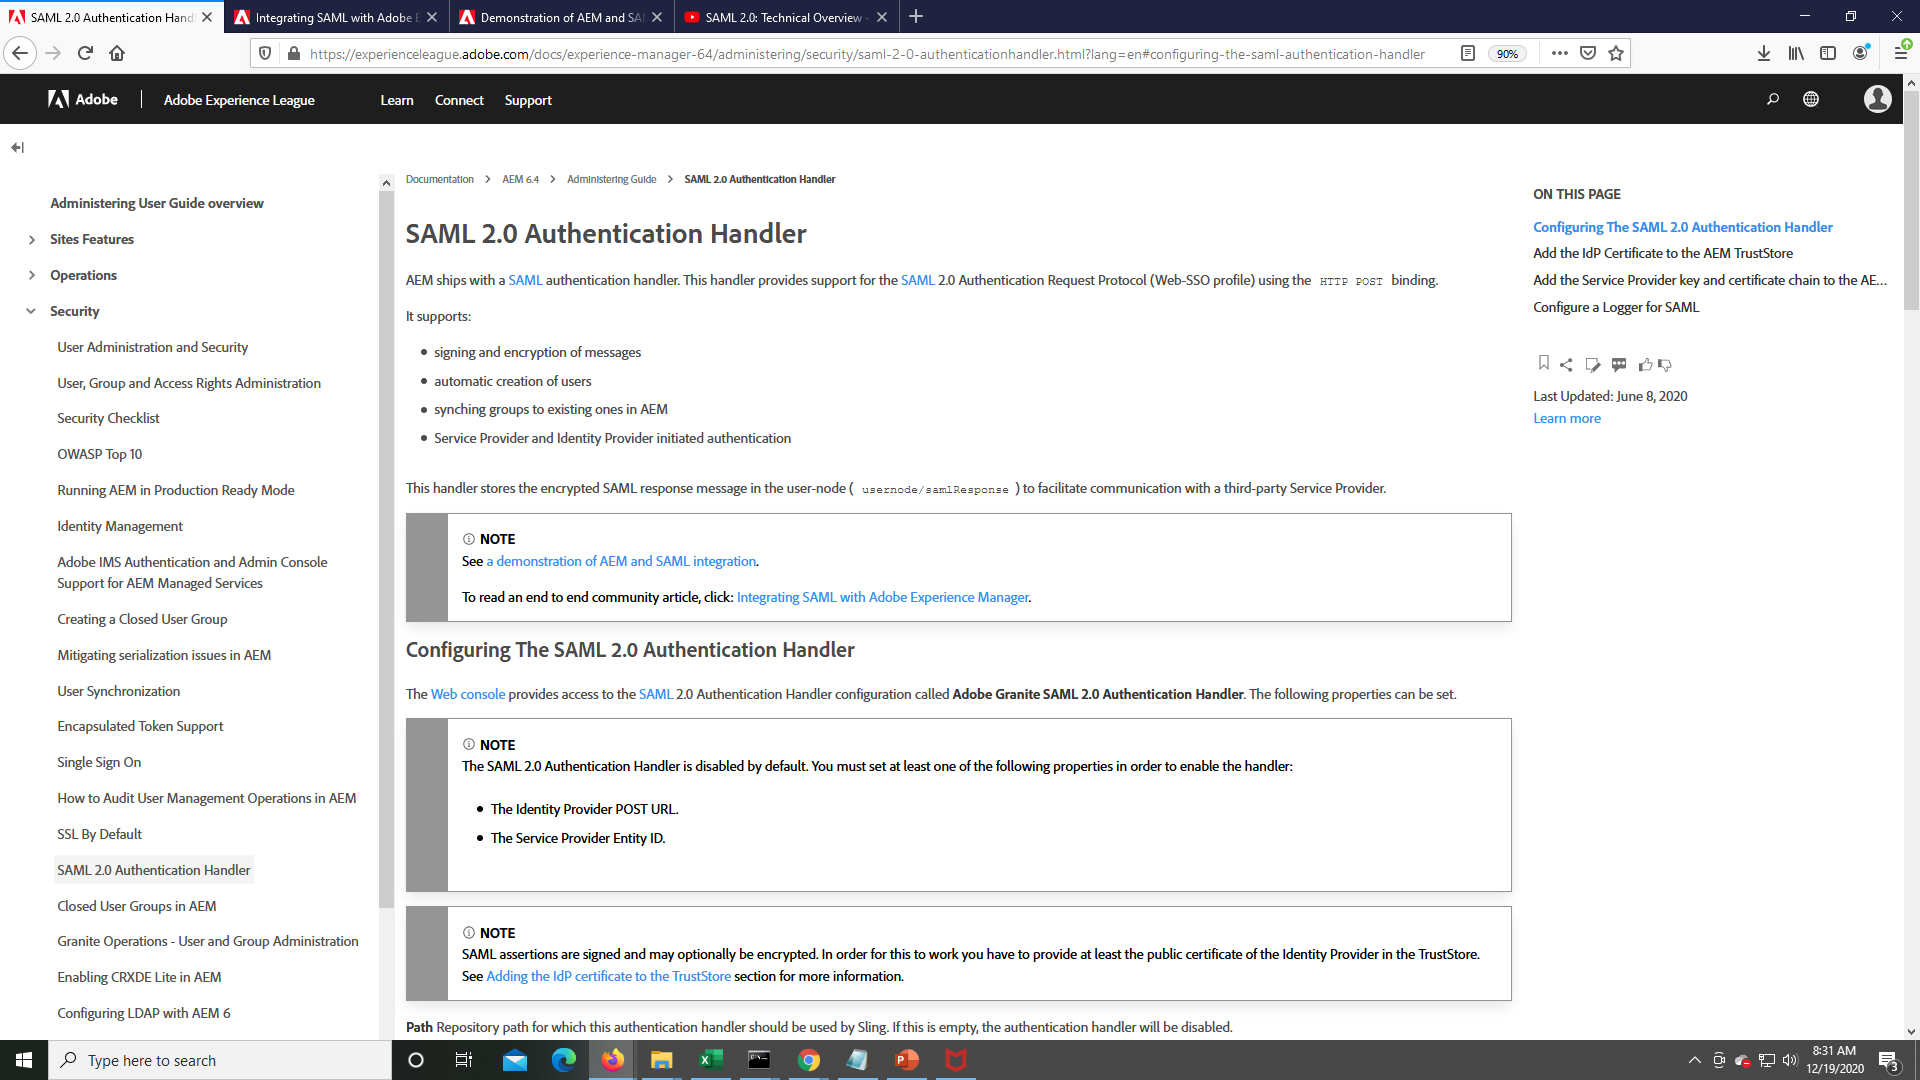 SAML 2.0 Authentication Handl
Integrating SAML with Adobe E
Demonstration of AEM and SAM
SAML 2.0: Technical Overview -
https://experienceleague.adobe.com/docs/experience-manager-64/administering/security/saml-2-0-authenticationhandler.html?lang=en#configuring-the-saml-authentication-handler
90%
Adobe
Adobe Experience League
Learn
Connect
Support
Administering User Guide overview
Sites Features
Operations
Security
User Administration and Security
User, Group and Access Rights Administration
Security Checklist
OWASP Top 10
Running AEM in Production Ready Mode
Identity Management
Adobe IMS Authentication and Admin Console
Support for AEM Managed Services
Creating a Closed User Group
Mitigating serialization issues in AEM
User Synchronization
Encapsulated Token Support
Single Sign On
How to Audit User Management Operations in AEM
SSL By Default
SAML 2.0 Authentication Handler
Closed User Groups in AEM
Granite Operations - User and Group Administration
Enabling CRXDE Lite in AEM
Configuring LDAP with AEM 6
Documentation > AEM 6.4 > Administering Guide > SAML 2.0 Authentication Handler
SAML 2.0 Authentication Handler
AEM ships with a SAML authentication handler. This handler provides support for the SAML 2.0 Authentication Request Protocol (Web-SSO profile) using the HTTP POST binding.
It supports:
• signing and encryption of messages
• automatic creation of users
• synching groups to existing ones in AEM
• Service Provider and Identity Provider initiated authentication
This handler stores the encrypted SAML response message in the user-node ( usernode/samlResponse ) to facilitate communication with a third-party Service Provider.
NOTE
See a demonstration of AEM and SAML integration.
To read an end to end community article, click: Integrating SAML with Adobe Experience Manager.
Configuring The SAML 2.0 Authentication Handler
The Web console provides access to the SAML 2.0 Authentication Handler configuration called Adobe Granite SAML 2.0 Authentication Handler. The following properties can be set.
NOTE
The SAML 2.0 Authentication Handler is disabled by default. You must set at least one of the following properties in order to enable the handler:
• The Identity Provider POST URL.
• The Service Provider Entity ID.
NOTE
SAML assertions are signed and may optionally be encrypted. In order for this to work you have to provide at least the public certificate of the Identity Provider in the TrustStore.
See Adding the IdP certificate to the TrustStore section for more information.
Path Repository path for which this authentication handler should be used by Sling. If this is empty, the authentication handler will be disabled.
ON THIS PAGE
Configuring The SAML 2.0 Authentication Handler
Add the IdP Certificate to the AEM TrustStore
Add the Service Provider key and certificate chain to the AE...
Configure a Logger for SAML
Last Updated: June 8, 2020
Learn more
Type here to search
8:31 AM
12/19/2020
3